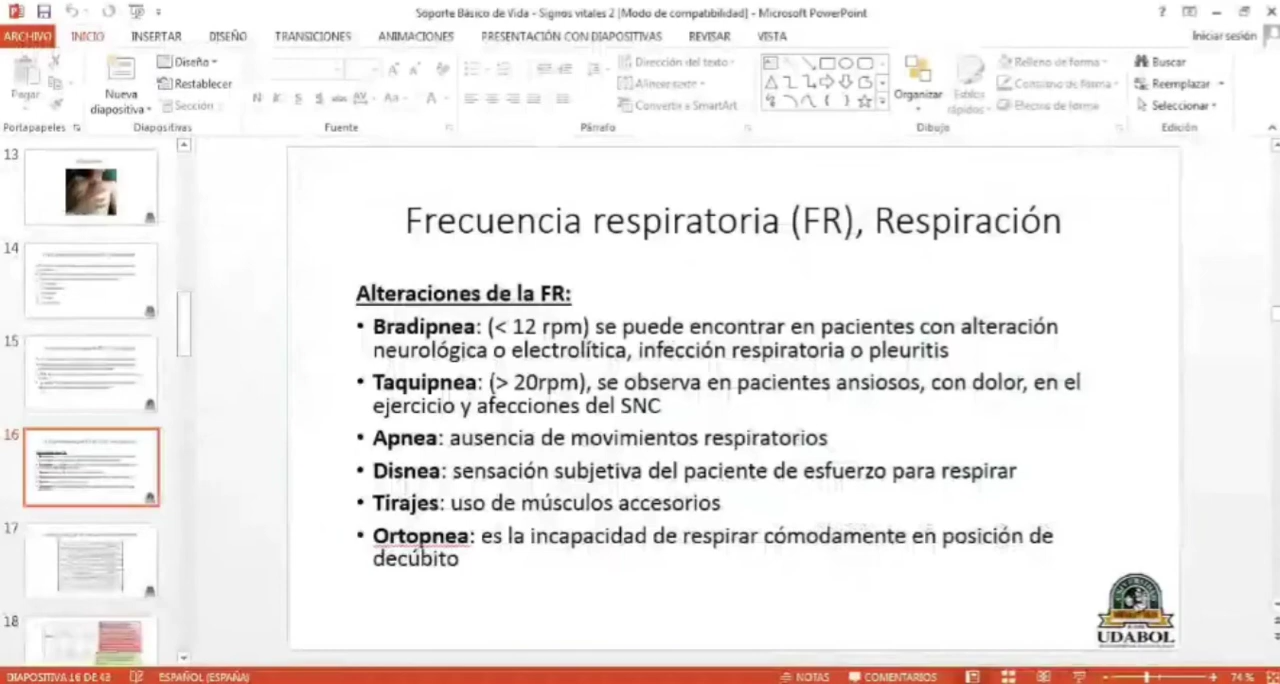 Soporte Básico de Vida - Signos vitales 2 [Modo de compatibilidad] - Microsoft PowerPoint
ARCHIVO INICIO INSERTAR DISEÑO TRANSICIONES ANIMACIONES PRESENTACIÓN CON DIAPOSITIVAS REVISAR VISTA Iniciar sesión
Pegar
Nueva diapositiva
Diseño
Restablecer
Sección
Dirección del texto
Alinear texto
Convertir a SmartArt
Organizar
Estilos rápidos
Relleno de forma
Contorno de forma
Efectos de forma
Buscar
Reemplazar
Seleccionar
Portapapeles Diapositivas Fuente Párrafo Dibujo Edición
13
14
15
16
17
18
Frecuencia respiratoria (FR), Respiración
Alteraciones de la FR:
• Bradipnea: (< 12 rpm) se puede encontrar en pacientes con alteración
neurológica o electrolítica, infección respiratoria o pleuritis
• Taquipnea: (> 20rpm), se observa en pacientes ansiosos, con dolor, en el
ejercicio y afecciones del SNC
• Apnea: ausencia de movimientos respiratorios
• Disnea: sensación subjetiva del paciente de esfuerzo para respirar
• Tirajes: uso de músculos accesorios
• Ortopnea: es la incapacidad de respirar cómodamente en posición de
decúbito
UDABOL
DIAPOSITIVA 16 DE 43 ESPAÑOL (ESPAÑA) NOTAS COMENTARIOS 74 %